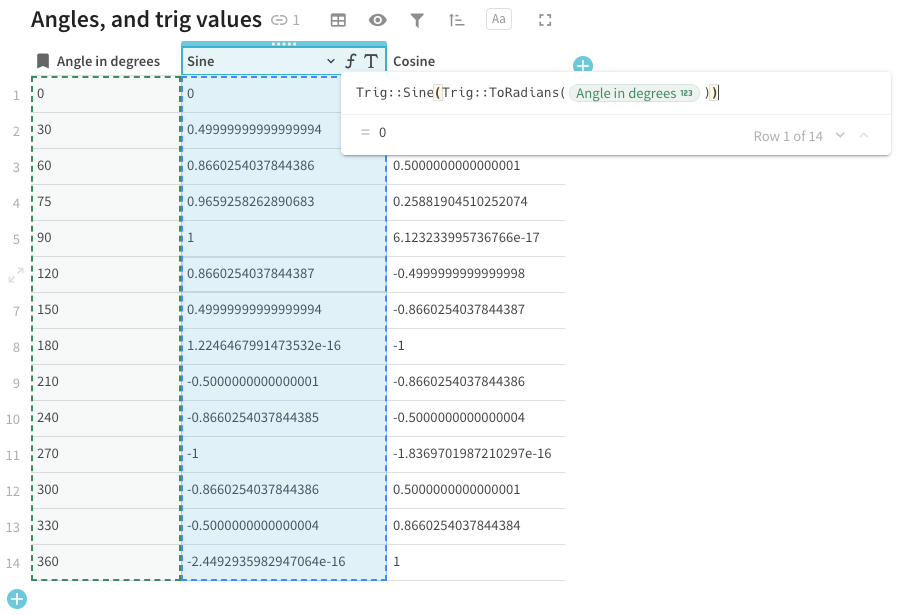 Angles, and trig values 1 Aa
Angle in degrees Sine f T Cosine
Trig::Sine(Trig::ToRadians( Angle in degrees 123 ))
= 0 Row 1 of 14
1 0 0
2 30 0.49999999999999994
3 60 0.8660254037844386 0.5000000000000001
4 75 0.9659258262890683 0.25881904510252074
5 90 1 6.123233995736766e-17
120 0.8660254037844387 -0.4999999999999998
7 150 0.49999999999999994 -0.8660254037844387
8 180 1.2246467991473532e-16 -1
9 210 -0.5000000000000001 -0.8660254037844386
10 240 -0.8660254037844385 -0.5000000000000004
11 270 -1 -1.8369701987210297e-16
12 300 -0.8660254037844386 0.5000000000000001
13 330 -0.5000000000000004 0.8660254037844384
14 360 -2.4492935982947064e-16 1